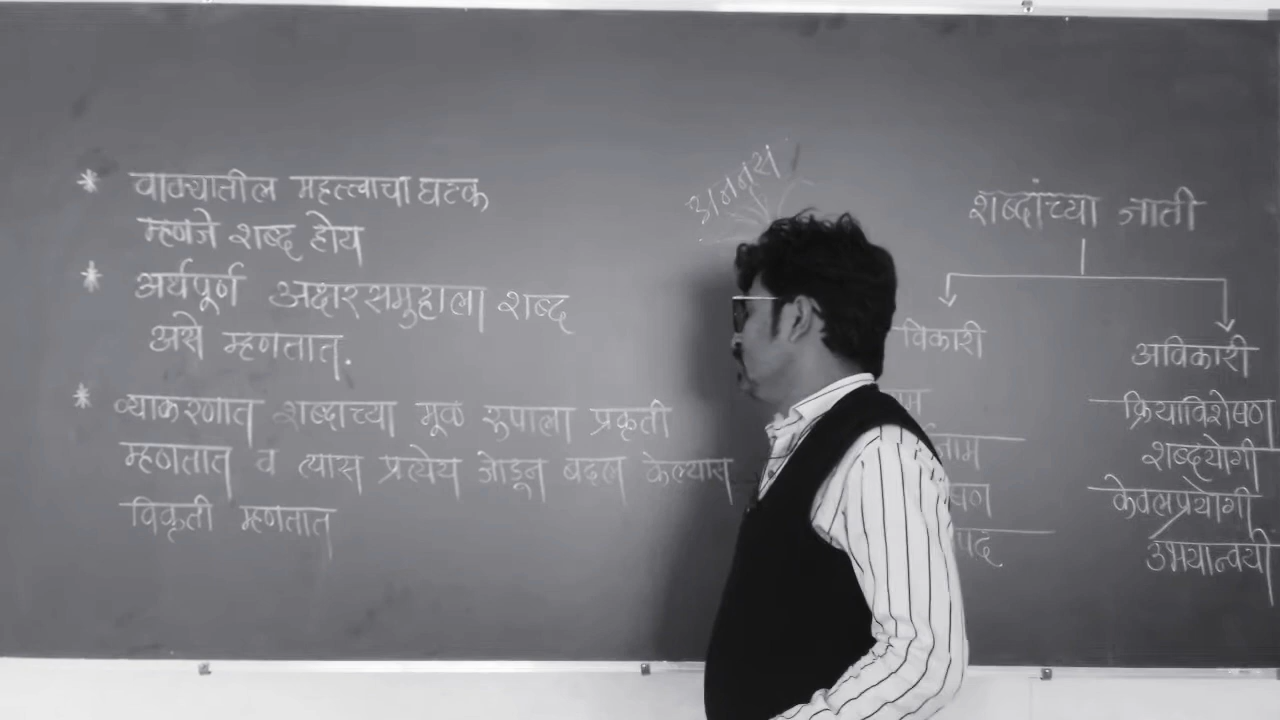 * वाक्यातील महत्त्वाचा घटक
म्हणजे शब्द होय
* अर्थपूर्ण अक्षरसमुहाला शब्द
असे म्हणतात.
* व्याकरणात शब्दाच्या मूळ रुपाला प्रकृती
म्हणतात व त्यास प्रत्येय जोडून बदल केल्यास
विकृती म्हणतात
शब्दांच्या जाती
विकारी
अविकारी
क्रियाविशेषण
शब्दयोगी
केवलप्रयोगी
उभयान्वयी